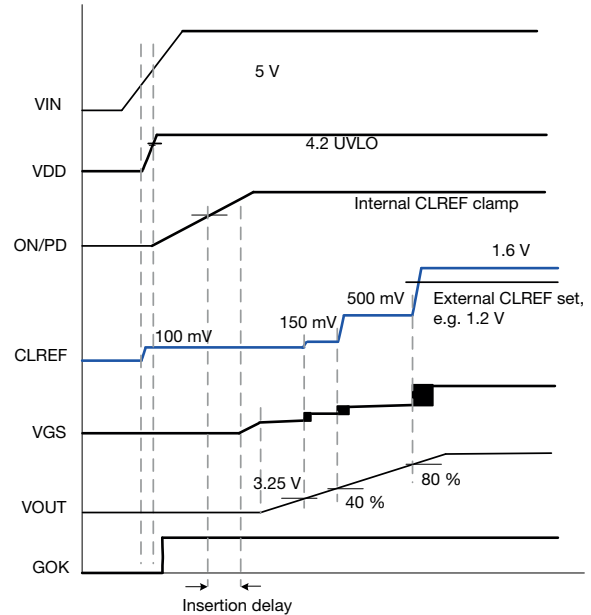 5 V
VIN
4.2 UVLO
VDD
Internal CLREF clamp
ON/PD
1.6 V
500 mV
External CLREF set,
e.g. 1.2 V
150 mV
100 mV
CLREF
VGS
3.25 V
80 %
40 %
VOUT
GOK
Insertion delay